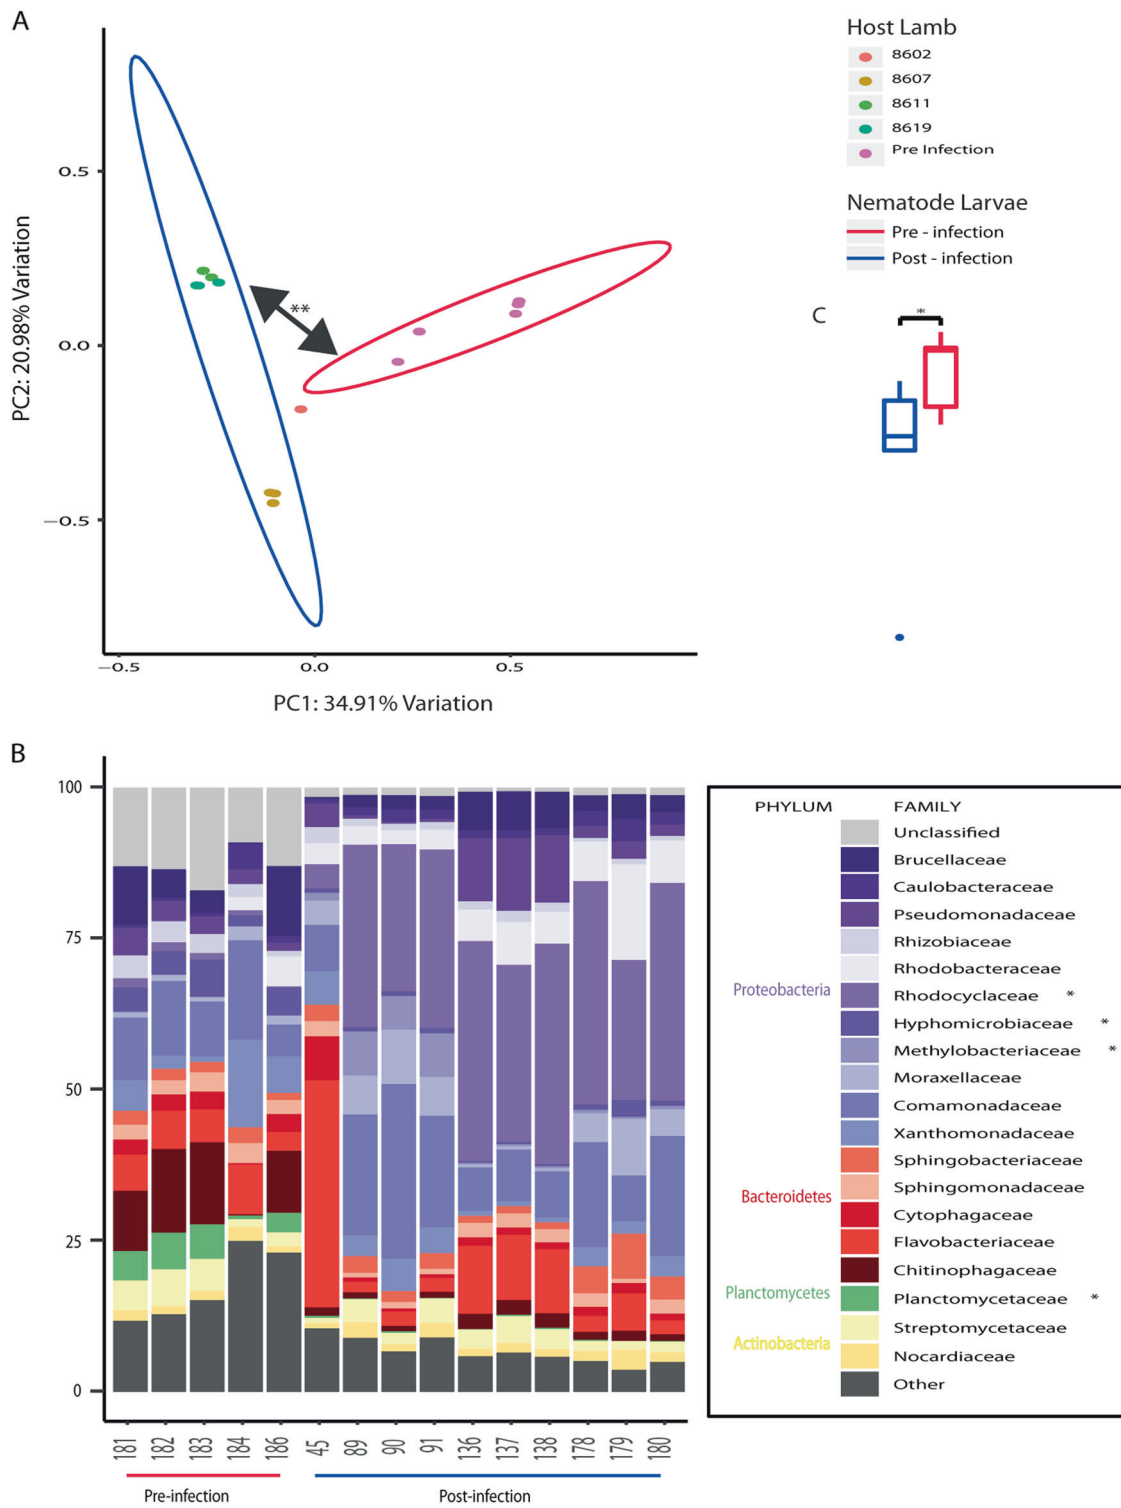 A
Host Lamb
8602
8607
8611
8619
Pre Infection
Nematode Larvae
Pre - infection
Post - infection
PC2: 20.98% Variation
0.5
0.0
−0.5
**
−0.5
0.0
0.5
PC1: 34.91% Variation
C
*
B
100
75
50
25
0
181
182
183
184
186
45
89
90
91
136
137
138
178
179
180
Pre-infection
Post-infection
PHYLUM
FAMILY
Unclassified
Brucellaceae
Caulobacteraceae
Pseudomonadaceae
Rhizobiaceae
Rhodobacteraceae
Proteobacteria
Rhodocyclaceae *
Hyphomicrobiaceae *
Methylobacteriaceae *
Moraxellaceae
Comamonadaceae
Xanthomonadaceae
Sphingobacteriaceae
Bacteroidetes
Sphingomonadaceae
Cytophagaceae
Flavobacteriaceae
Chitinophagaceae
Planctomycetes
Planctomycetaceae *
Streptomycetaceae
Actinobacteria
Nocardiaceae
Other